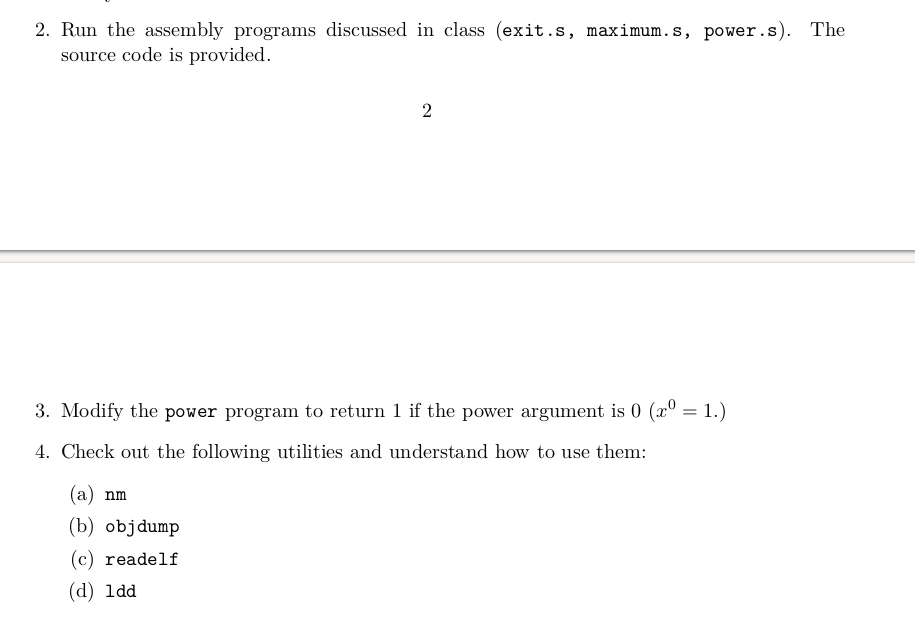 2. Run the assembly programs discussed in class (exit.s, maximum.s, power.s). The
source code is provided.
2
3. Modify the power program to return 1 if the power argument is 0 (x⁰ = 1.)
4. Check out the following utilities and understand how to use them:
(a) nm
(b) objdump
(c) readelf
(d) ldd